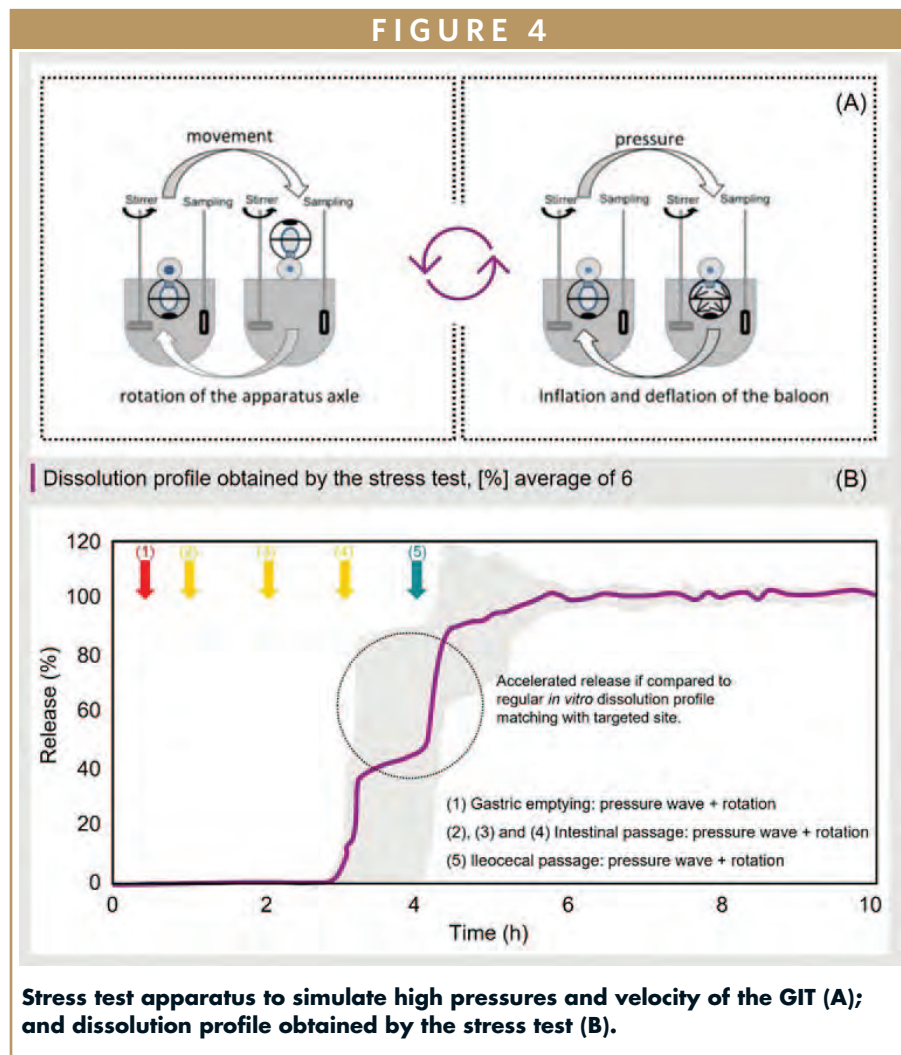 FIGURE 4
(A)
movement
Stirrer
Sampling
Stirrer
Sampling
rotation of the apparatus axle
pressure
Stirrer
Sampling
Stirrer
Sampling
Inflation and deflation of the baloon
Dissolution profile obtained by the stress test, [%] average of 6
(B)
120
100
80
60
40
20
0
Release (%)
(1)
(2)
(3)
(4)
(5)
Accelerated release if compared to
regular in vitro dissolution profile
matching with targeted site.
(1) Gastric emptying: pressure wave + rotation
(2), (3) and (4) Intestinal passage: pressure wave + rotation
(5) Ileocecal passage: pressure wave + rotation
0
2
4
6
8
10
Time (h)
Stress test apparatus to simulate high pressures and velocity of the GIT (A);
and dissolution profile obtained by the stress test (B).